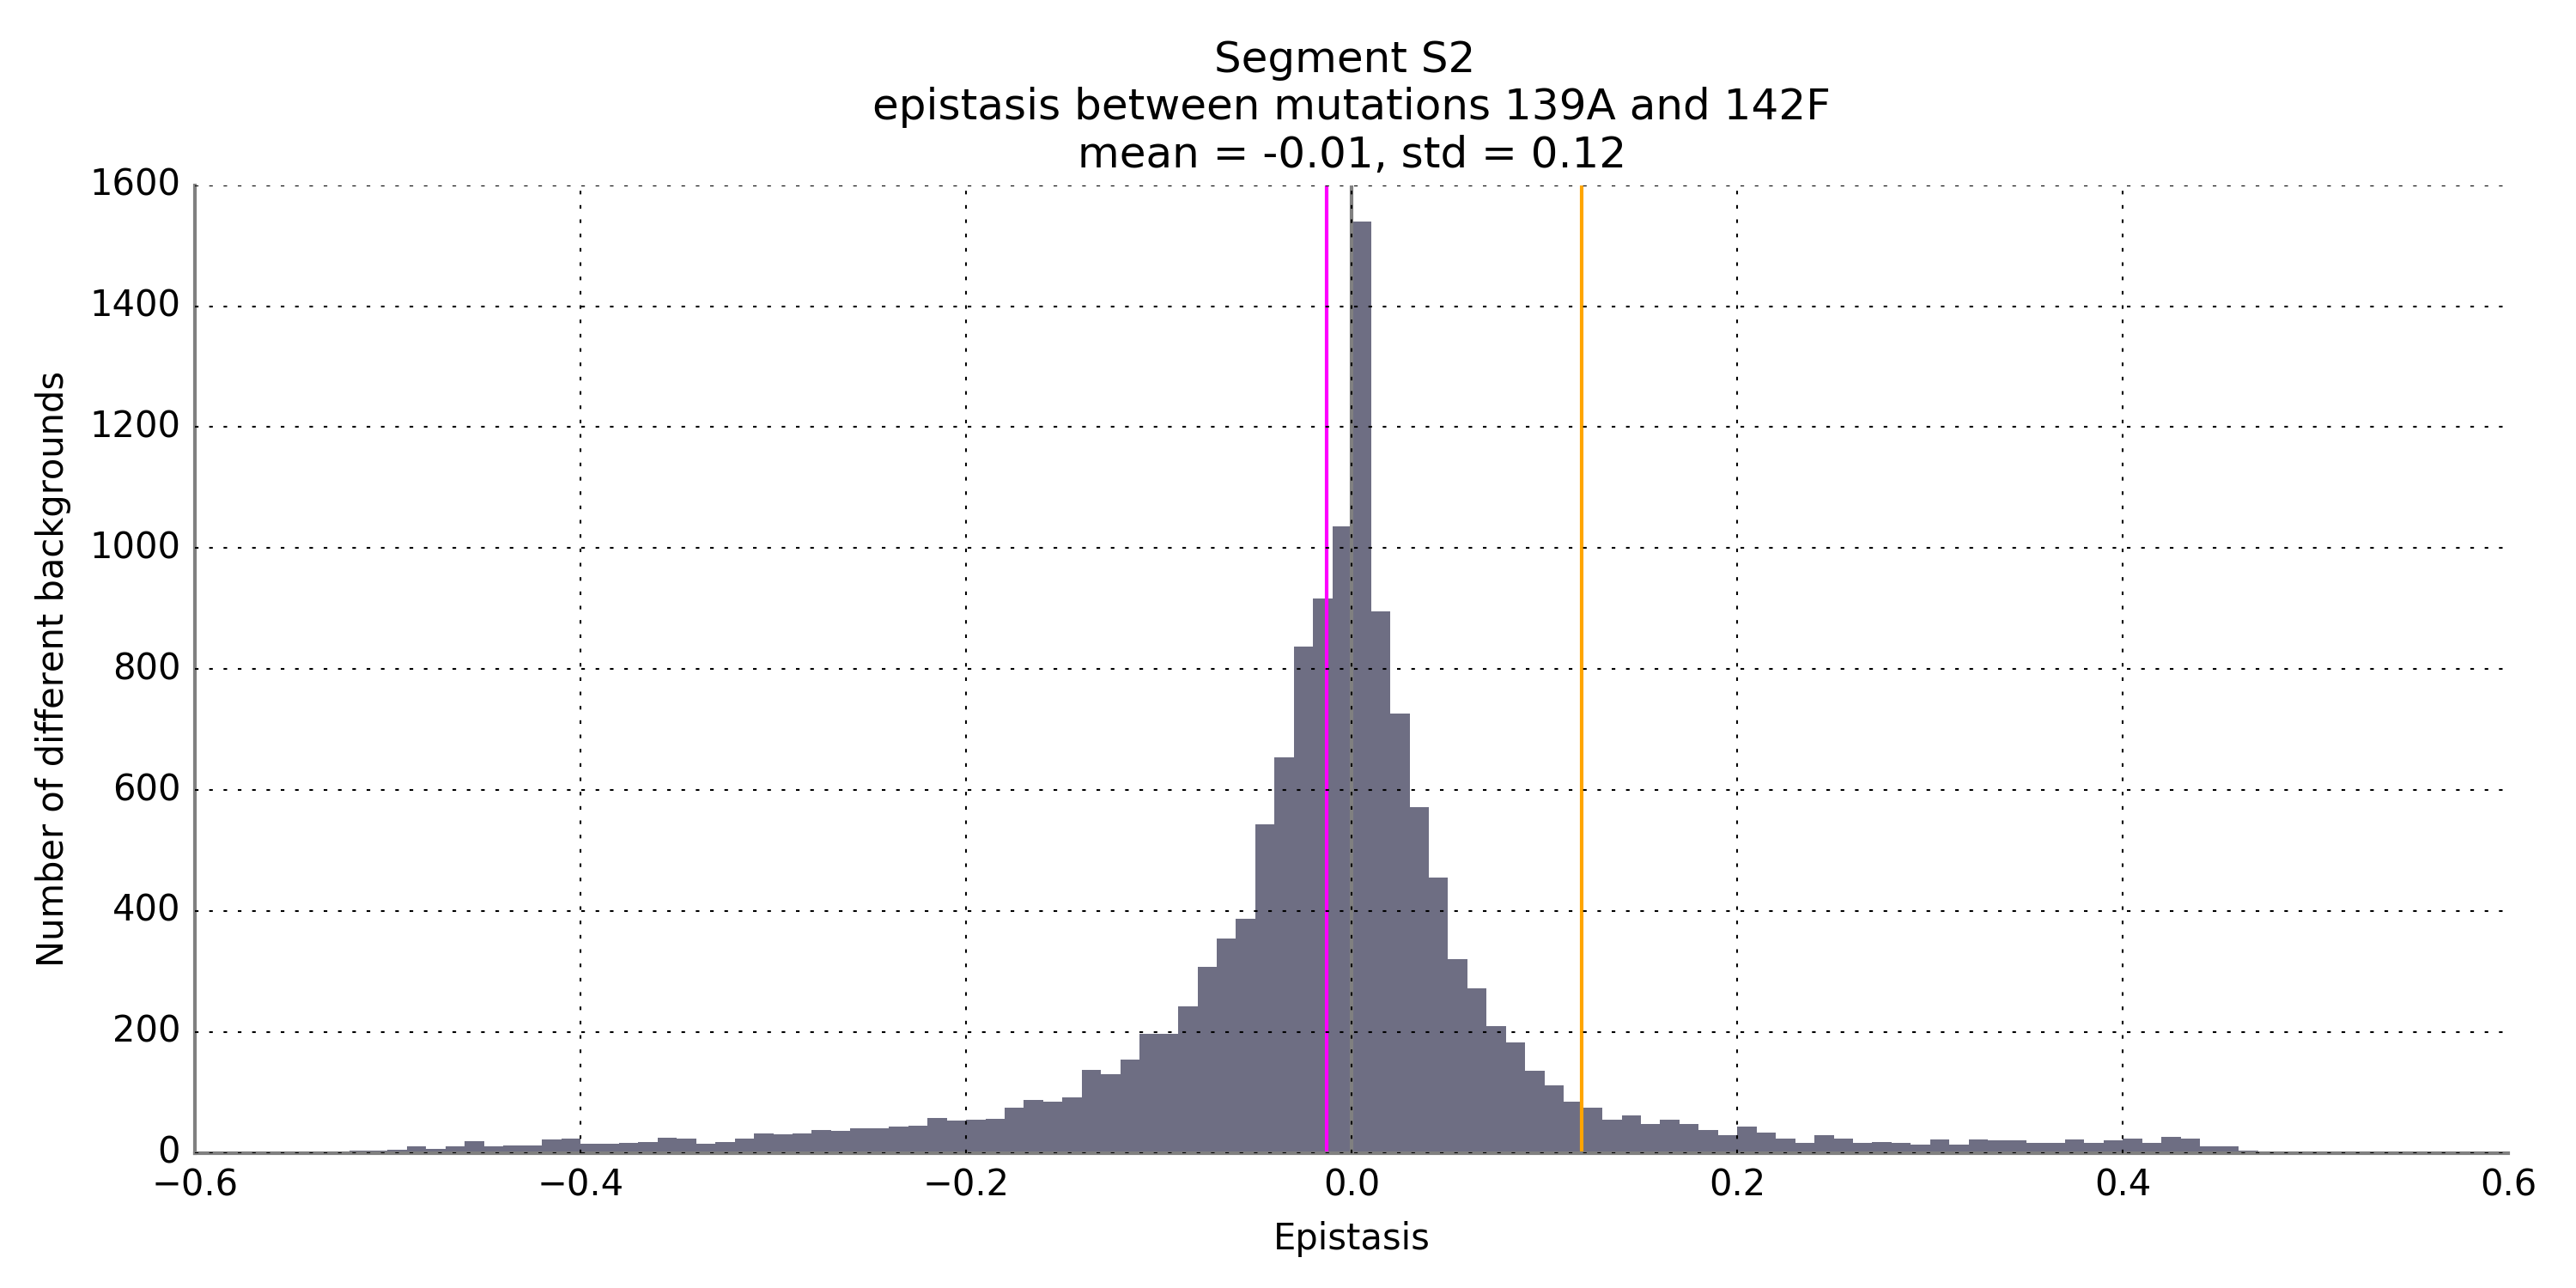 Segment S2
epistasis between mutations 139A and 142F
mean = -0.01, std = 0.12
1600
1400
1200
1000
800
600
400
200
0
Number of different backgrounds
−0.6 −0.4 −0.2 0.0 0.2 0.4 0.6
Epistasis